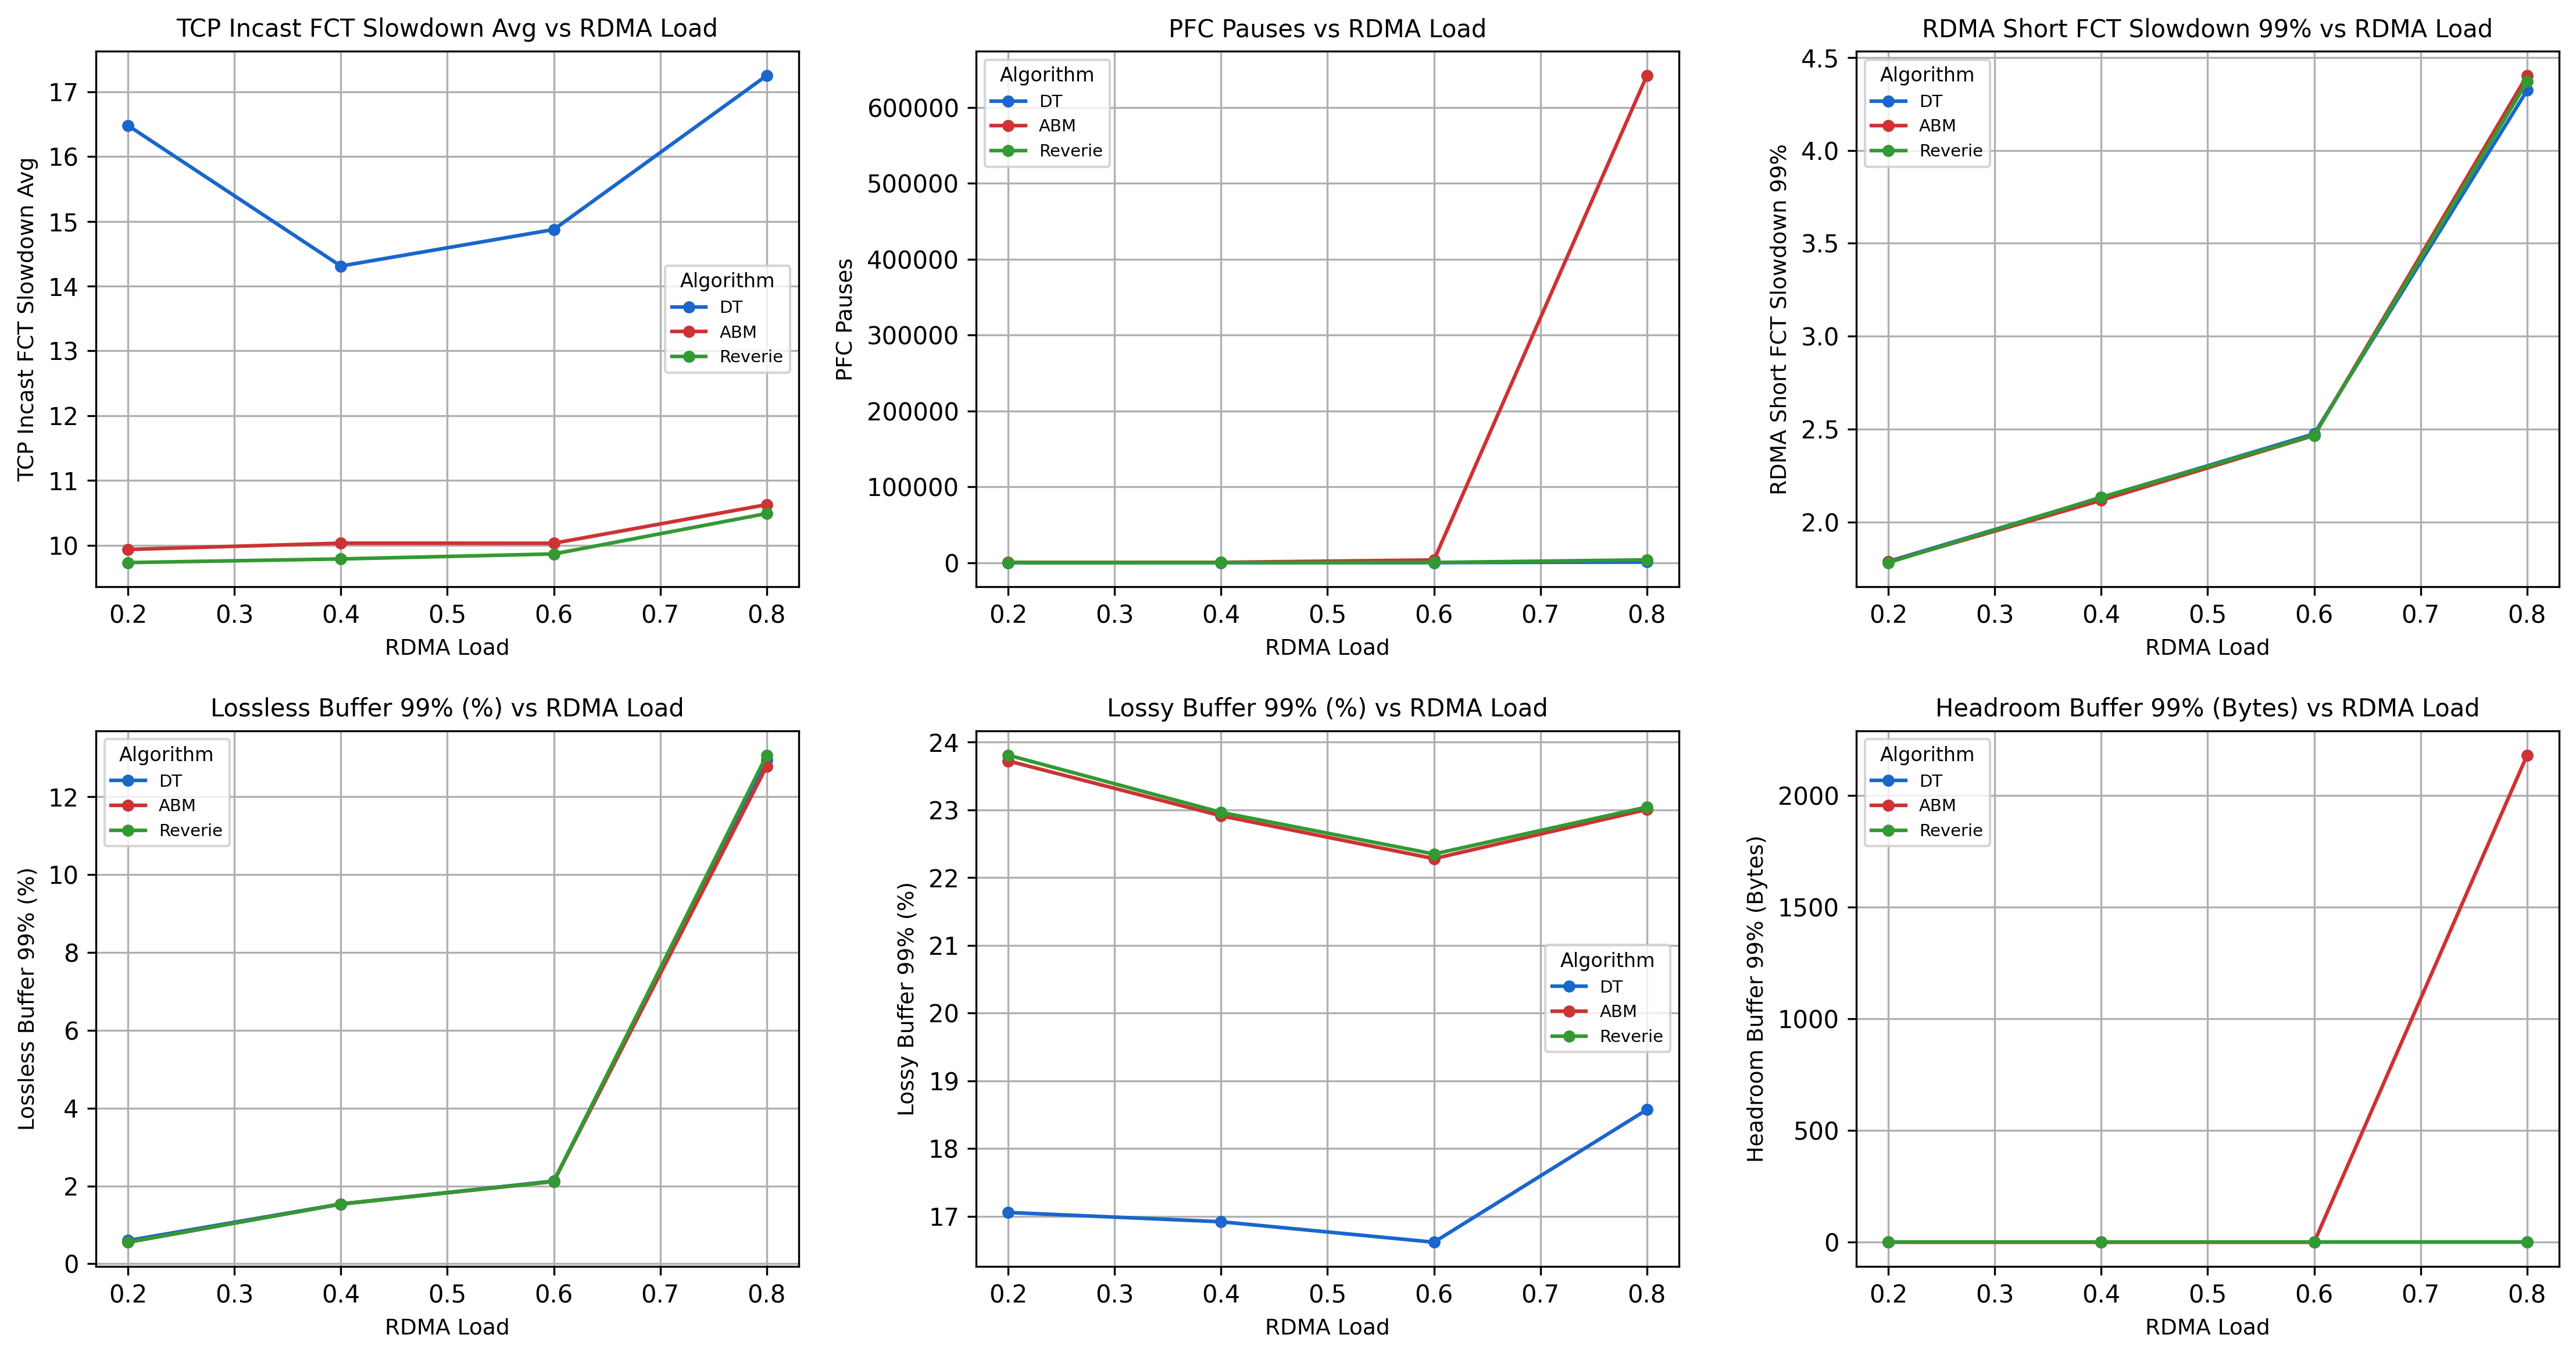 TCP Incast FCT Slowdown Avg vs RDMA Load
TCP Incast FCT Slowdown Avg
17
16
15
14
13
12
11
10
0.2 0.3 0.4 0.5 0.6 0.7 0.8
RDMA Load
Algorithm
DT
ABM
Reverie
PFC Pauses vs RDMA Load
PFC Pauses
600000
500000
400000
300000
200000
100000
0
0.2 0.3 0.4 0.5 0.6 0.7 0.8
RDMA Load
Algorithm
DT
ABM
Reverie
RDMA Short FCT Slowdown 99% vs RDMA Load
RDMA Short FCT Slowdown 99%
4.5
4.0
3.5
3.0
2.5
2.0
0.2 0.3 0.4 0.5 0.6 0.7 0.8
RDMA Load
Algorithm
DT
ABM
Reverie
Lossless Buffer 99% (%) vs RDMA Load
Lossless Buffer 99% (%)
12
10
8
6
4
2
0
0.2 0.3 0.4 0.5 0.6 0.7 0.8
RDMA Load
Algorithm
DT
ABM
Reverie
Lossy Buffer 99% (%) vs RDMA Load
Lossy Buffer 99% (%)
24
23
22
21
20
19
18
17
0.2 0.3 0.4 0.5 0.6 0.7 0.8
RDMA Load
Algorithm
DT
ABM
Reverie
Headroom Buffer 99% (Bytes) vs RDMA Load
Headroom Buffer 99% (Bytes)
2000
1500
1000
500
0
0.2 0.3 0.4 0.5 0.6 0.7 0.8
RDMA Load
Algorithm
DT
ABM
Reverie